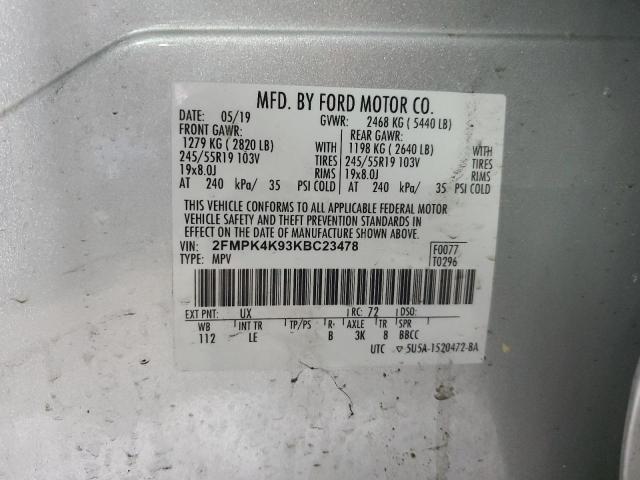 MFD. BY FORD MOTOR CO.
DATE: 05/19 GVWR: 2468 KG ( 5440 LB)
FRONT GAWR: REAR GAWR:
1279 KG ( 2820 LB) WITH 1198 KG ( 2640 LB) WITH
245/55R19 103V TIRES 245/55R19 103V TIRES
19x8.0J RIMS 19x8.0J RIMS
AT 240 kPa/ 35 PSI COLD AT 240 kPa/ 35 PSI COLD
THIS VEHICLE CONFORMS TO ALL APPLICABLE FEDERAL MOTOR
VEHICLE SAFETY AND THEFT PREVENTION STANDARDS IN
EFFECT ON THE DATE OF MANUFACTURE SHOWN ABOVE.
VIN: 2FMPK4K93KBC23478 F0077
TYPE: MPV T0296
EXT PNT: UX RC: 72 DSO:
WB INT TR TP/PS R AXLE TR SPR
112 LE B 3K 8 BBCC
UTC ▽ 5U5A-1520472-BA